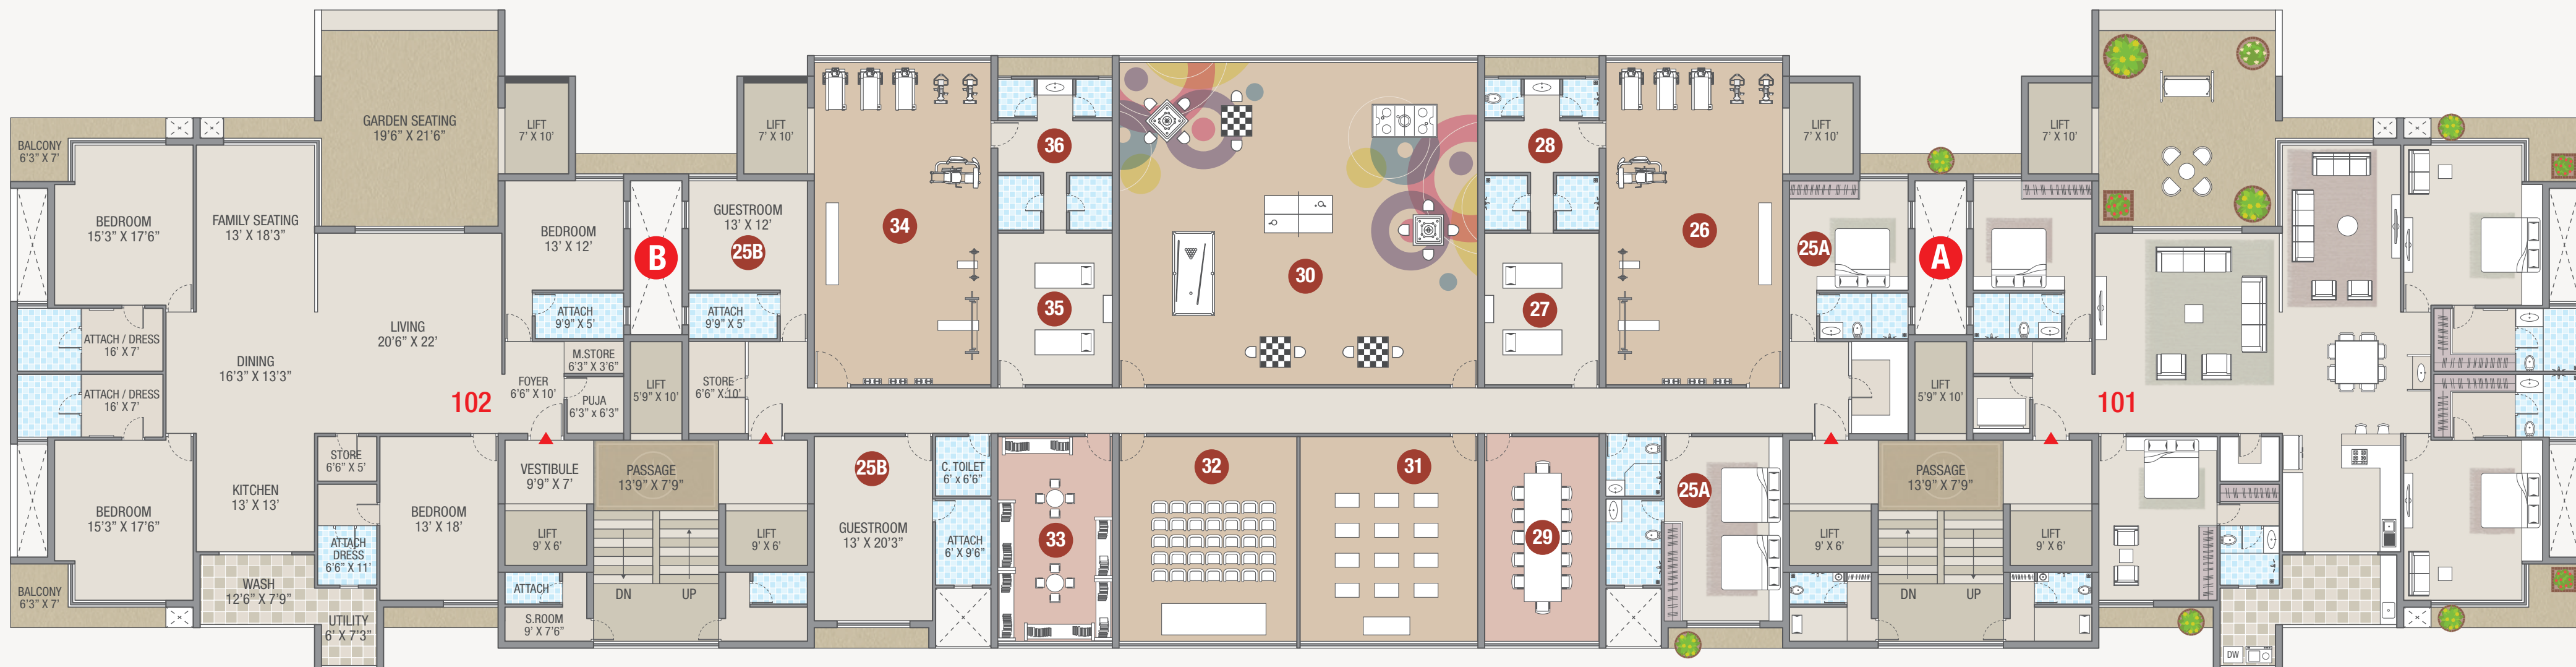 BALCONY
6'3" X 7'
BEDROOM
15'3" X 17'6"
FAMILY SEATING
13' X 18'3"
GARDEN SEATING
19'6" X 21'6"
LIFT
7' X 10'
BEDROOM
13' X 12'
B
GUESTROOM
13' X 12'
25B
LIFT
7' X 10'
34
36
35
30
28
27
26
LIFT
7' X 10'
25A
A
LIFT
7' X 10'
ATTACH / DRESS
16' X 7'
ATTACH / DRESS
16' X 7'
DINING
16'3" X 13'3"
LIVING
20'6" X 22'
102
ATTACH
9'9" X 5'
ATTACH
9'9" X 5'
FOYER
6'6" X 10'
M.STORE
6'3" X 3'6"
PUJA
6'3" x 6'3"
LIFT
5'9" X 10'
STORE
6'6" X 10'
LIFT
5'9" X 10'
101
BEDROOM
15'3" X 17'6"
BALCONY
6'3" X 7'
KITCHEN
13' X 13'
WASH
12'6" X 7'9"
STORE
6'6" X 5'
ATTACH
DRESS
6'6" X 11'
UTILITY
6' X 7'3"
BEDROOM
13' X 18'
VESTIBULE
9'9" X 7'
PASSAGE
13'9" X 7'9"
LIFT
9' X 6'
LIFT
9' X 6'
ATTACH
S.ROOM
9' X 7'6"
DN
UP
25B
GUESTROOM
13' X 20'3"
C. TOILET
6' x 6'6"
ATTACH
6' X 9'6"
33
32
31
29
25A
PASSAGE
13'9" X 7'9"
LIFT
9' X 6'
LIFT
9' X 6'
DN
UP
DW